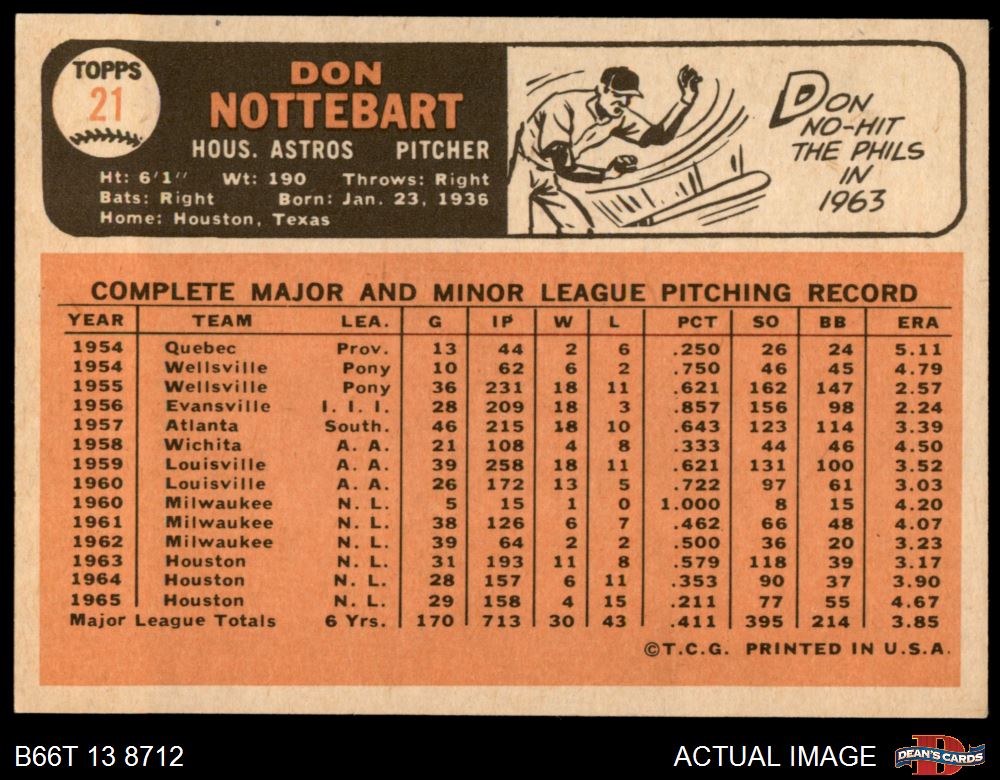 TOPPS
21
DON
NOTTEBART
HOUS. ASTROS PITCHER
Ht: 6'1" Wt: 190 Throws: Right
Bats: Right Born: Jan. 23, 1936
Home: Houston, Texas
DON
NO-HIT
THE PHILS
IN
1963
COMPLETE MAJOR AND MINOR LEAGUE PITCHING RECORD
YEAR TEAM LEA. G IP W L PCT SO BB ERA
1954 Quebec Prov. 13 44 2 6 .250 26 24 5.11
1954 Wellsville Pony 10 62 6 2 .750 46 45 4.79
1955 Wellsville Pony 36 231 18 11 .621 162 147 2.57
1956 Evansville I. I. I. 28 209 18 3 .857 156 98 2.24
1957 Atlanta South. 46 215 18 10 .643 123 114 3.39
1958 Wichita A. A. 21 108 4 8 .333 44 46 4.50
1959 Louisville A. A. 39 258 18 11 .621 131 100 3.52
1960 Louisville A. A. 26 172 13 5 .722 97 61 3.03
1960 Milwaukee N. L. 5 15 1 0 1.000 8 15 4.20
1961 Milwaukee N. L. 38 126 6 7 .462 66 48 4.07
1962 Milwaukee N. L. 39 64 2 2 .500 36 20 3.23
1963 Houston N. L. 31 193 11 8 .579 118 39 3.17
1964 Houston N. L. 28 157 6 11 .353 90 37 3.90
1965 Houston N. L. 29 158 4 15 .211 77 55 4.67
Major League Totals 6 Yrs. 170 713 30 43 .411 395 214 3.85
©T.C.G. PRINTED IN U.S.A.
B66T 13 8712
ACTUAL IMAGE
DEAN'S CARDS